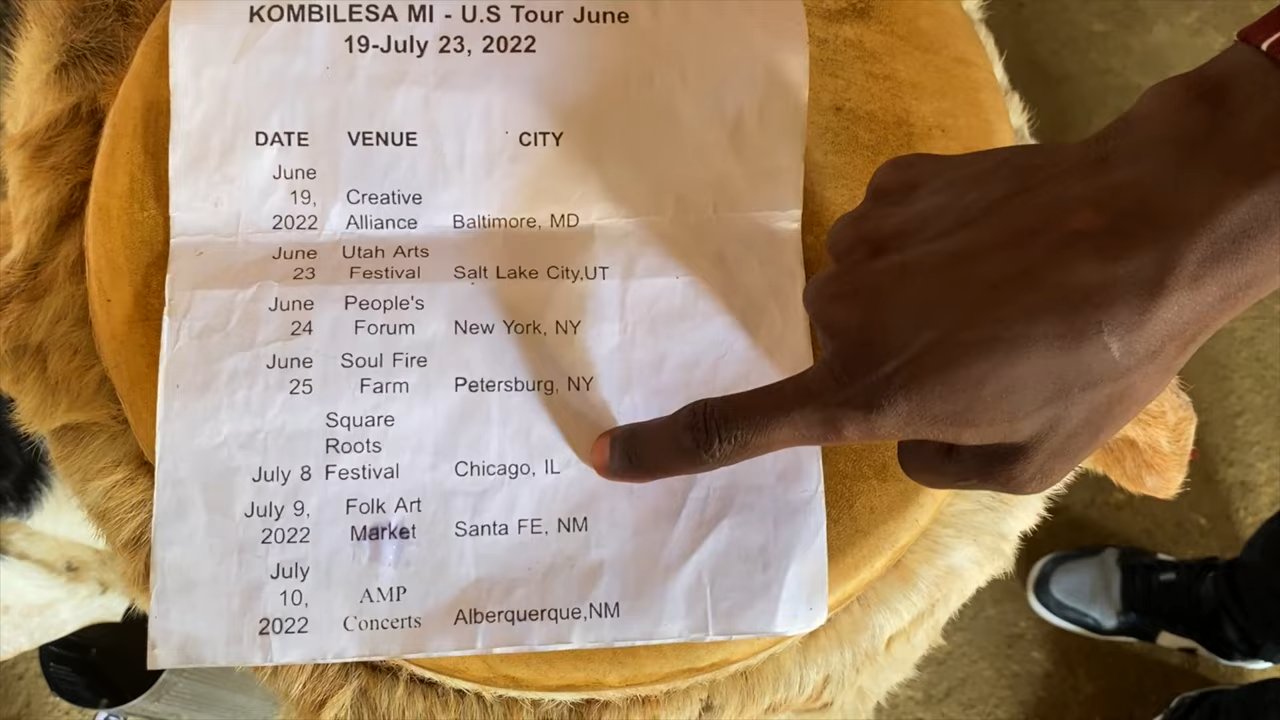 KOMBILESA MI - U.S Tour June
19-July 23, 2022
DATE VENUE CITY
June
19, Creative
2022 Alliance Baltimore, MD
June Utah Arts
23 Festival Salt Lake City,UT
June People's
24 Forum New York, NY
June Soul Fire
25 Farm Petersburg, NY
Square
Roots
July 8 Festival Chicago, IL
July 9, Folk Art
2022 Market Santa FE, NM
July
10, AMP
2022 Concerts Alberquerque,NM